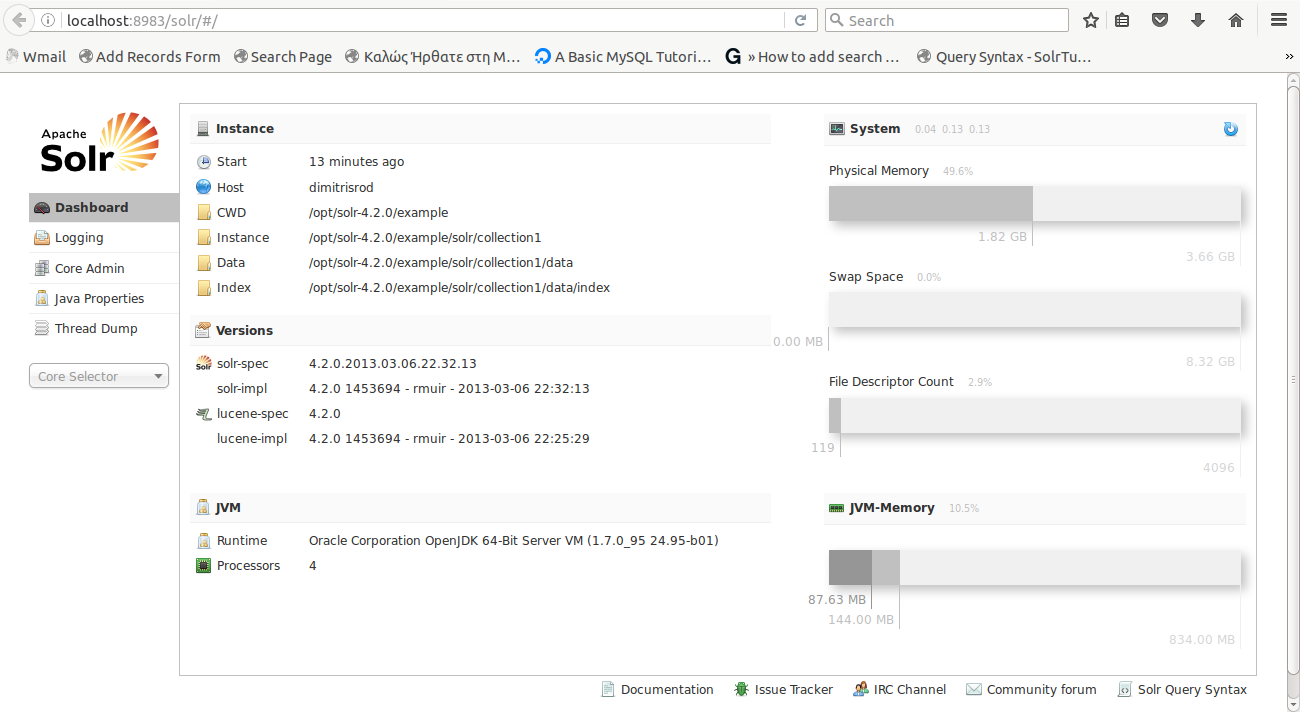 localhost:8983/solr/#/
Search
Wmail Add Records Form Search Page Καλώς Ήρθατε στη Μ… A Basic MySQL Tutori… » How to add search … Query Syntax - SolrTu… »
Apache
Solr
Dashboard
Logging
Core Admin
Java Properties
Thread Dump
Core Selector
Instance
Start 13 minutes ago
Host dimitrisrod
CWD /opt/solr-4.2.0/example
Instance /opt/solr-4.2.0/example/solr/collection1
Data /opt/solr-4.2.0/example/solr/collection1/data
Index /opt/solr-4.2.0/example/solr/collection1/data/index
Versions
solr-spec 4.2.0.2013.03.06.22.32.13
solr-impl 4.2.0 1453694 - rmuir - 2013-03-06 22:32:13
lucene-spec 4.2.0
lucene-impl 4.2.0 1453694 - rmuir - 2013-03-06 22:25:29
JVM
Runtime Oracle Corporation OpenJDK 64-Bit Server VM (1.7.0_95 24.95-b01)
Processors 4
System 0.04 0.13 0.13
Physical Memory 49.6%
1.82 GB
3.66 GB
Swap Space 0.0%
0.00 MB
8.32 GB
File Descriptor Count 2.9%
119
4096
JVM-Memory 10.5%
87.63 MB
144.00 MB
834.00 MB
Documentation Issue Tracker IRC Channel Community forum Solr Query Syntax